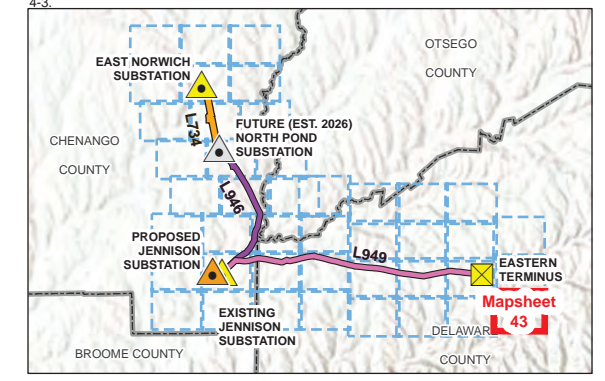 4-3.
OTSEGO
COUNTY
EAST NORWICH
SUBSTATION
L734
FUTURE (EST. 2026)
NORTH POND
SUBSTATION
CHENANGO
COUNTY
L946
PROPOSED
JENNISON
SUBSTATION
L949
EASTERN
TERMINUS
Mapsheet
43
EXISTING
JENNISON
SUBSTATION
DELAWAR
COUNTY
BROOME COUNTY